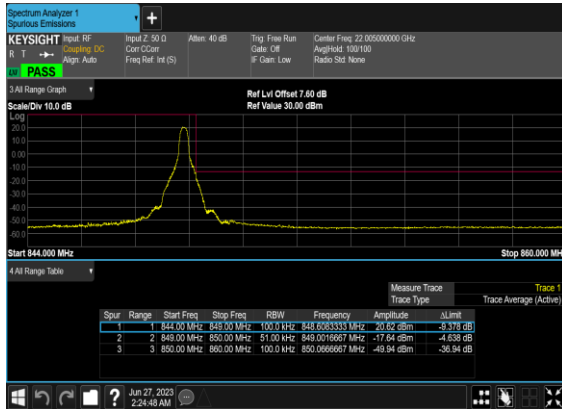 Spectrum Analyzer 1
Spurious Emissions
+
KEYSIGHT Input: RF Input Z: 50 Ω Atten: 40 dB Trig: Free Run Center Freq: 22.005000000 GHz
R T Coupling: DC Corr CCorr Gate: Off Avg|Hold: 100/100
Align: Auto Freq Ref: Int (S) IF Gain: Low Radio Std: None
PASS
3 All Range Graph
Ref Lvl Offset 7.60 dB
Scale/Div 10.0 dB Ref Value 30.00 dBm
Log
20.0
10.0
0.00
-10.0
-20.0
-30.0
-40.0
-50.0
-60.0
Start 844.000 MHz Stop 860.000 MH
4 All Range Table
Measure Trace Trace 1
Trace Type Trace Average (Active)
Spur Range Start Freq Stop Freq RBW Frequency Amplitude ΔLimit
1 1 844.00 MHz 849.00 MHz 100.0 kHz 848.6083333 MHz 20.62 dBm -9.378 dB
2 2 849.00 MHz 850.00 MHz 51.00 kHz 849.0016667 MHz -17.64 dBm -4.638 dB
3 3 850.00 MHz 860.00 MHz 100.0 kHz 850.0666667 MHz -49.94 dBm -36.94 dB
? Jun 27, 2023
2:24:48 AM